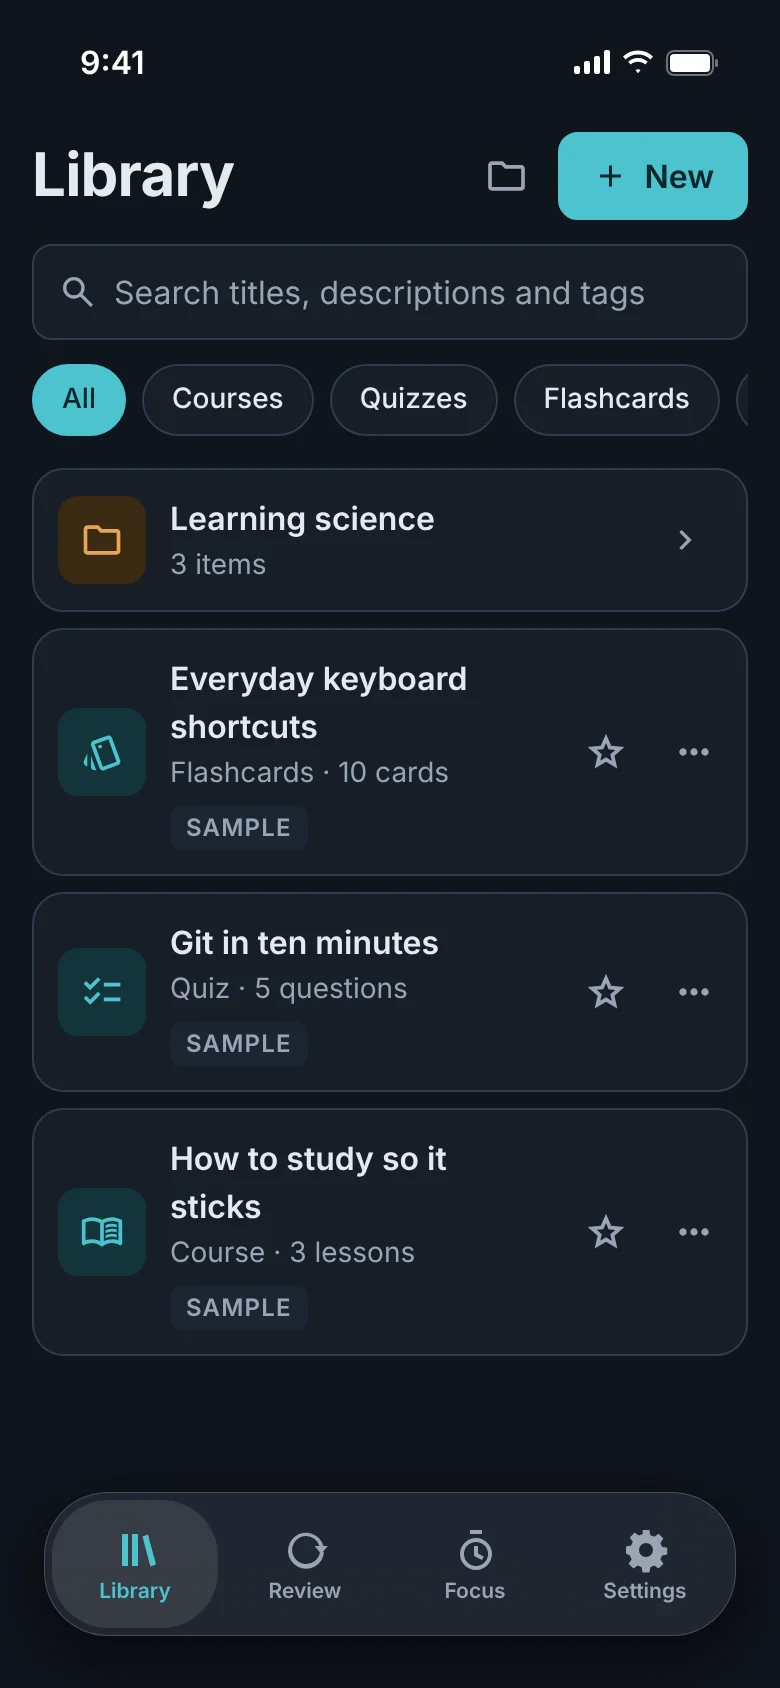 9:41
Library
+ New
Search titles, descriptions and tags
All
Courses
Quizzes
Flashcards
Learning science
3 items
Everyday keyboard
shortcuts
Flashcards · 10 cards
SAMPLE
Git in ten minutes
Quiz · 5 questions
SAMPLE
How to study so it
sticks
Course · 3 lessons
SAMPLE
Library
Review
Focus
Settings